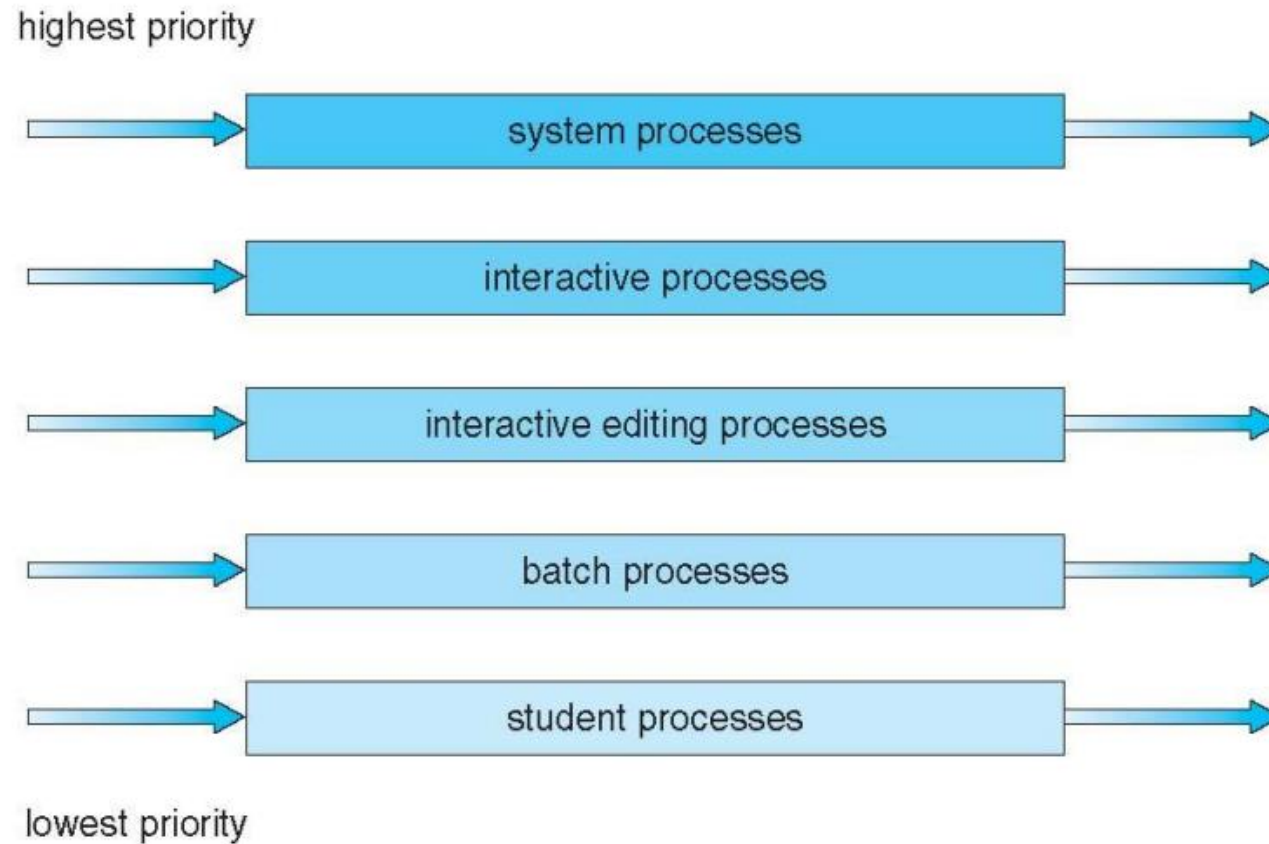 highest priority
system processes
interactive processes
interactive editing processes
batch processes
student processes
lowest priority